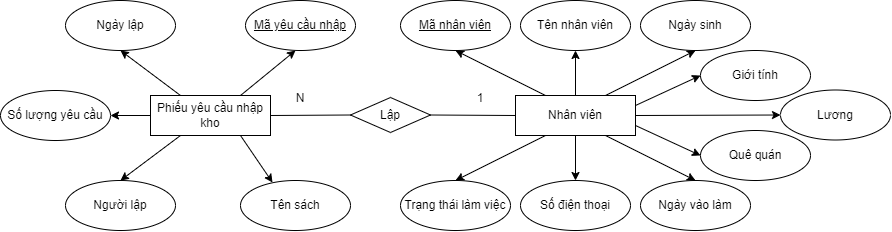 Ngày lập
Mã yêu cầu nhập
Mã nhân viên
Tên nhân viên
Ngày sinh
Giới tính
Số lượng yêu cầu
Phiếu yêu cầu nhập
kho
N
Lập
1
Nhân viên
Lương
Quê quán
Người lập
Tên sách
Trạng thái làm việc
Số điện thoại
Ngày vào làm